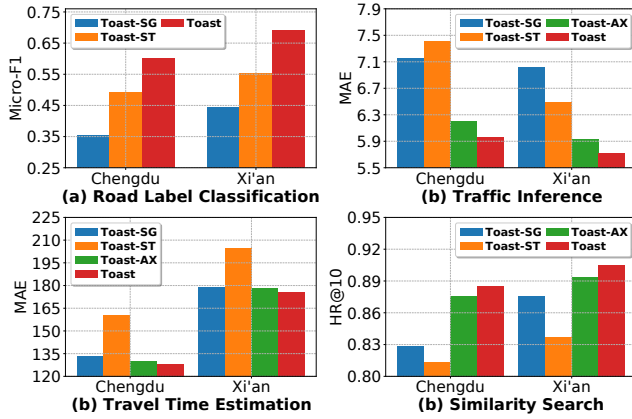 0.75
0.65
0.55
0.45
0.35
0.25
Micro-F1
Toast-SG Toast
Toast-ST
Chengdu Xi'an
(a) Road Label Classification
7.9
7.1
6.3
5.9
5.5
MAE
Toast-SG Toast-AX
Toast-ST Toast
Chengdu Xi'an
(b) Traffic Inference
225
210
195
180
165
150
135
120
MAE
Toast-SG
Toast-ST
Toast-AX
Toast
Chengdu Xi'an
(b) Travel Time Estimation
0.95
0.92
0.89
0.86
0.83
0.80
HR@10
Toast-SG Toast-AX
Toast-ST Toast
Chengdu Xi'an
(b) Similarity Search